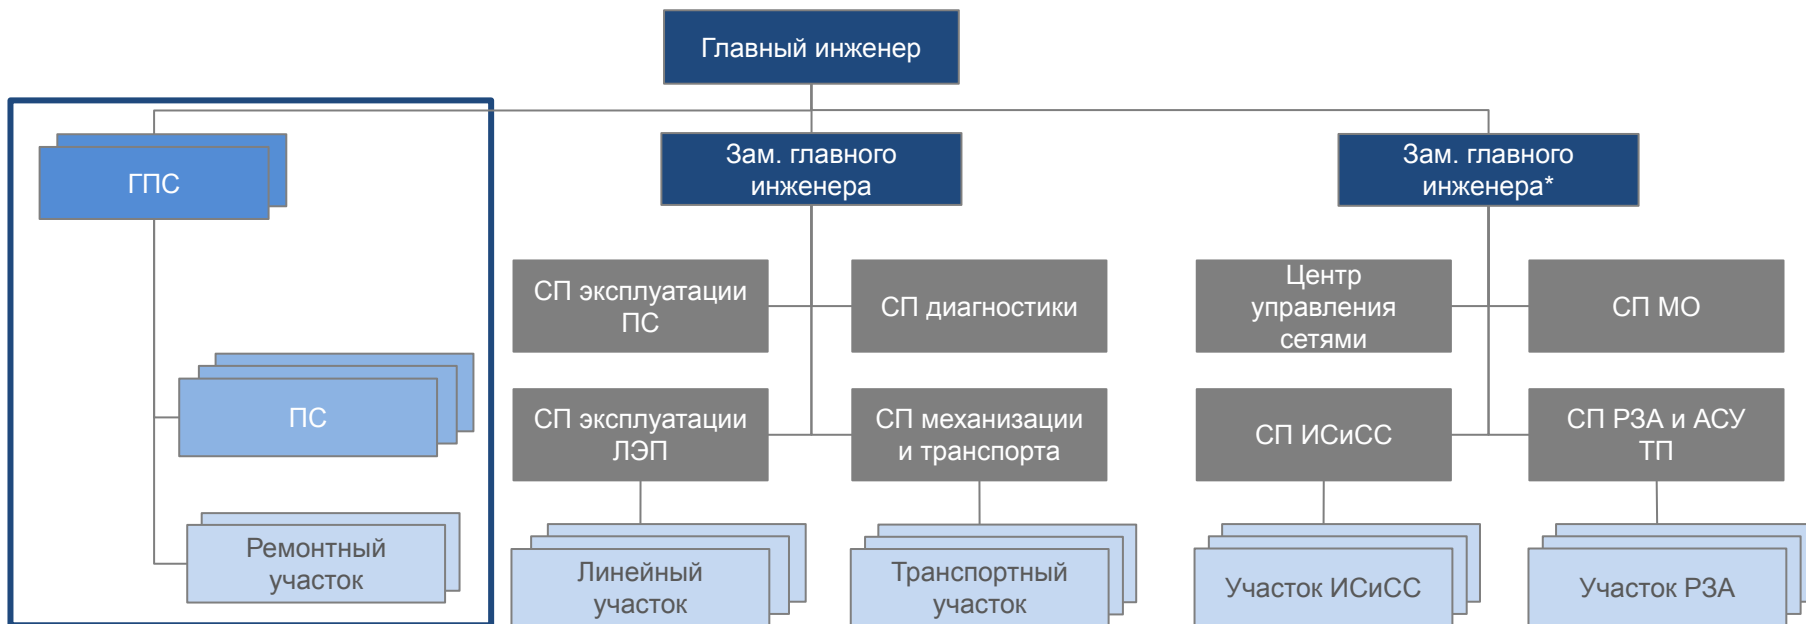 Главный инженер
ГПС
Зам. главного
инженера
Зам. главного
инженера*
СП эксплуатации
ПС
СП диагностики
Центр
управления
сетями
СП МО
ПС
СП эксплуатации
ЛЭП
СП механизации
и транспорта
СП ИСиСС
СП РЗА и АСУ
ТП
Ремонтный
участок
Линейный
участок
Транспортный
участок
Участок ИСиСС
Участок РЗА